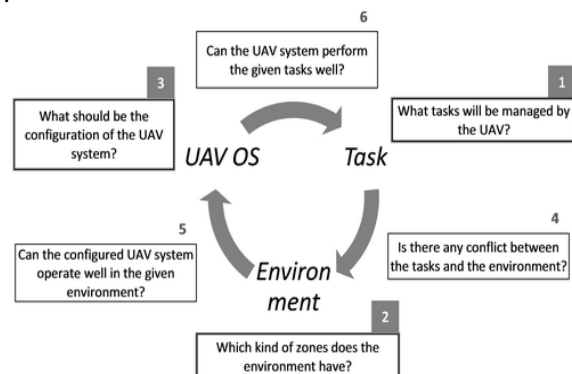 6
Can the UAV system perform
the given tasks well?
3
What should be the
configuration of the UAV
system?
1
What tasks will be managed by
the UAV?
UAV OS
Task
5
Can the configured UAV system
operate well in the given
environment?
4
Is there any conflict between
the tasks and the environment?
Environ
ment
2
Which kind of zones does the
environment have?